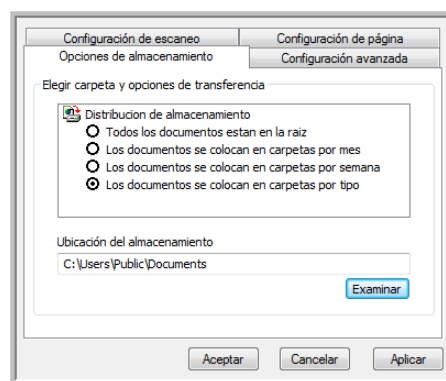 Configuración de escaneo
Configuración de página
Opciones de almacenamiento
Configuración avanzada
Elegir carpeta y opciones de transferencia
Distribucion de almacenamiento
Todos los documentos estan en la raiz
Los documentos se colocan en carpetas por mes
Los documentos se colocan en carpetas por semana
Los documentos se colocan en carpetas por tipo
Ubicación del almacenamiento
C:\Users\Public\Documents
Examinar
Aceptar
Cancelar
Aplicar